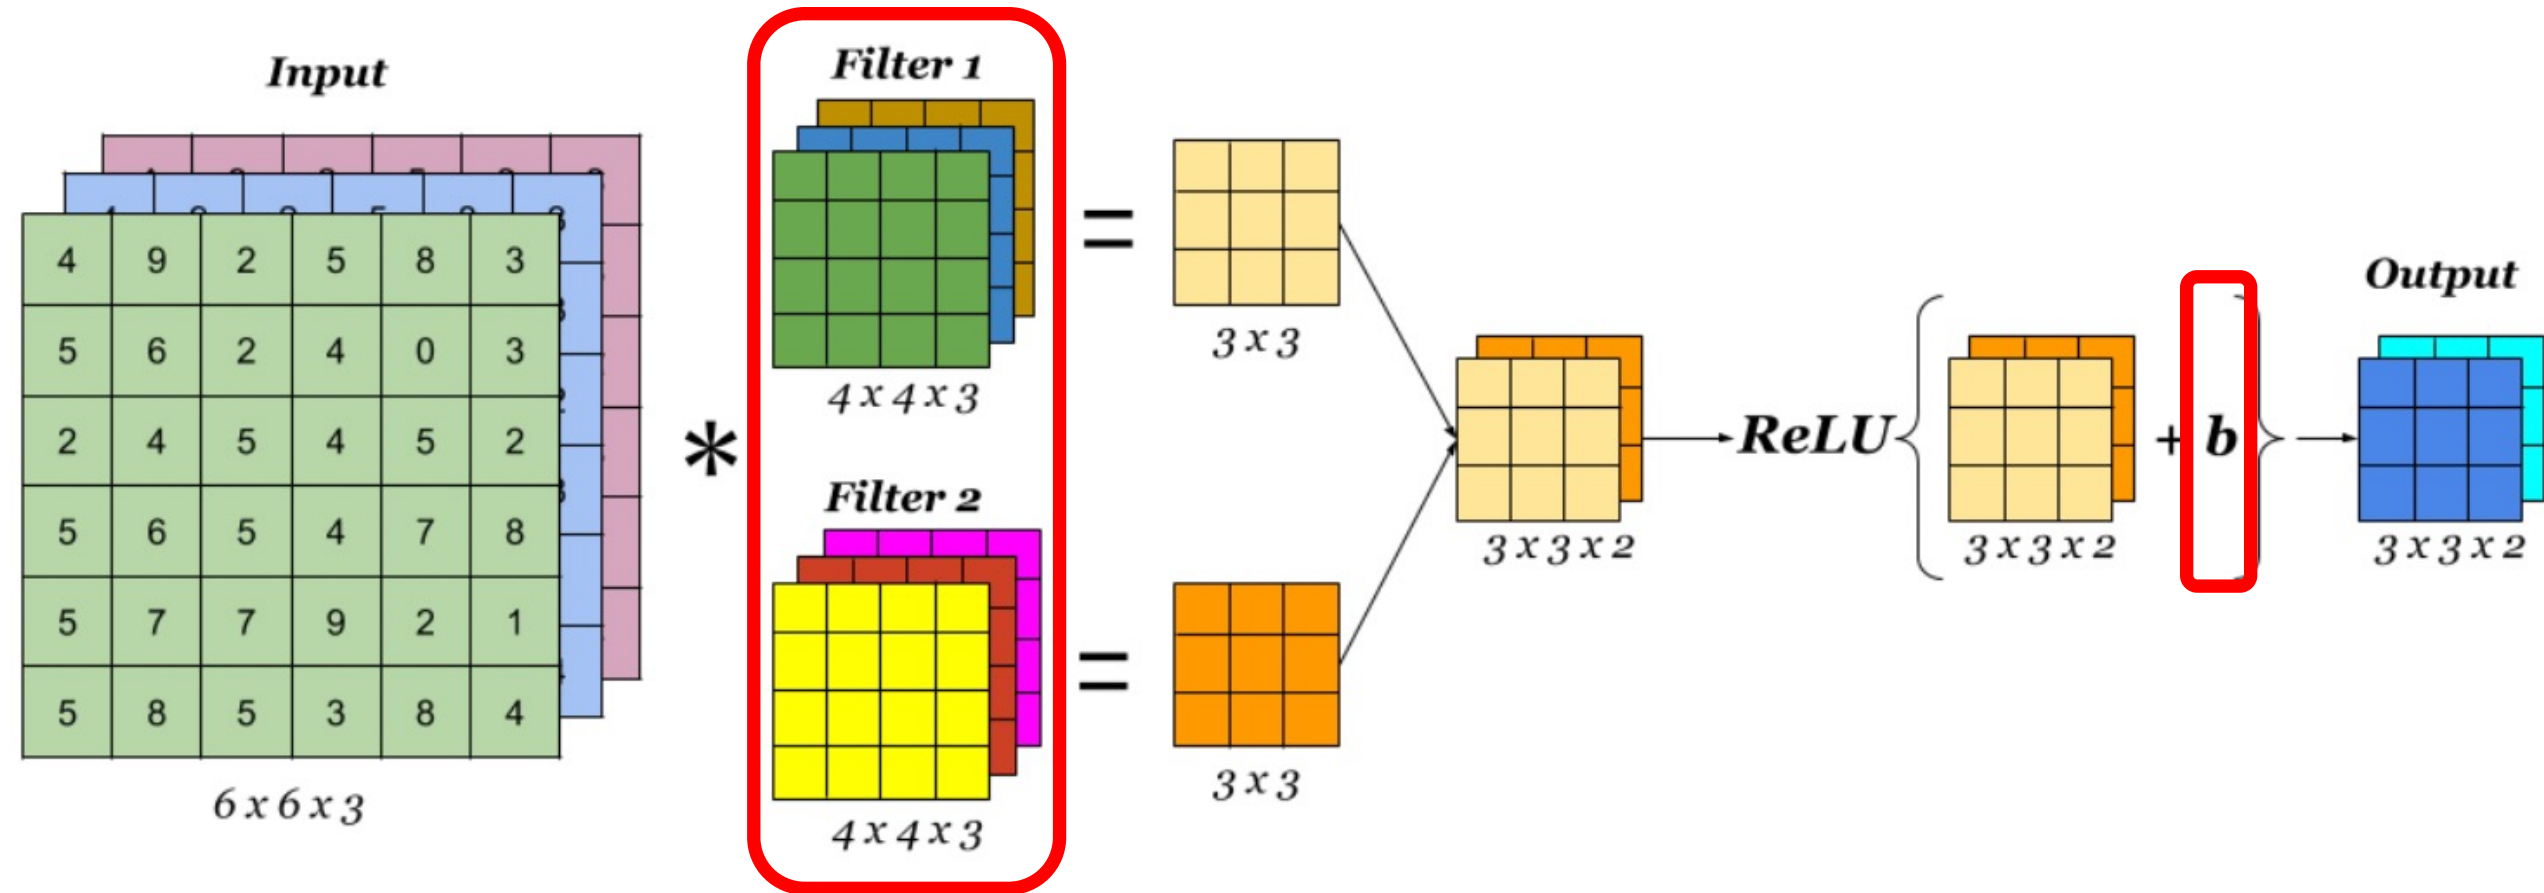 Input
4 9 2 5 8 3
5 6 2 4 0 3
2 4 5 4 5 2
5 6 5 4 7 8
5 7 7 9 2 1
5 8 5 3 8 4
6 x 6 x 3
*
Filter 1
4 x 4 x 3
Filter 2
4 x 4 x 3
=
3 x 3
=
3 x 3
3 x 3 x 2
ReLU
3 x 3 x 2
+ b
Output
3 x 3 x 2